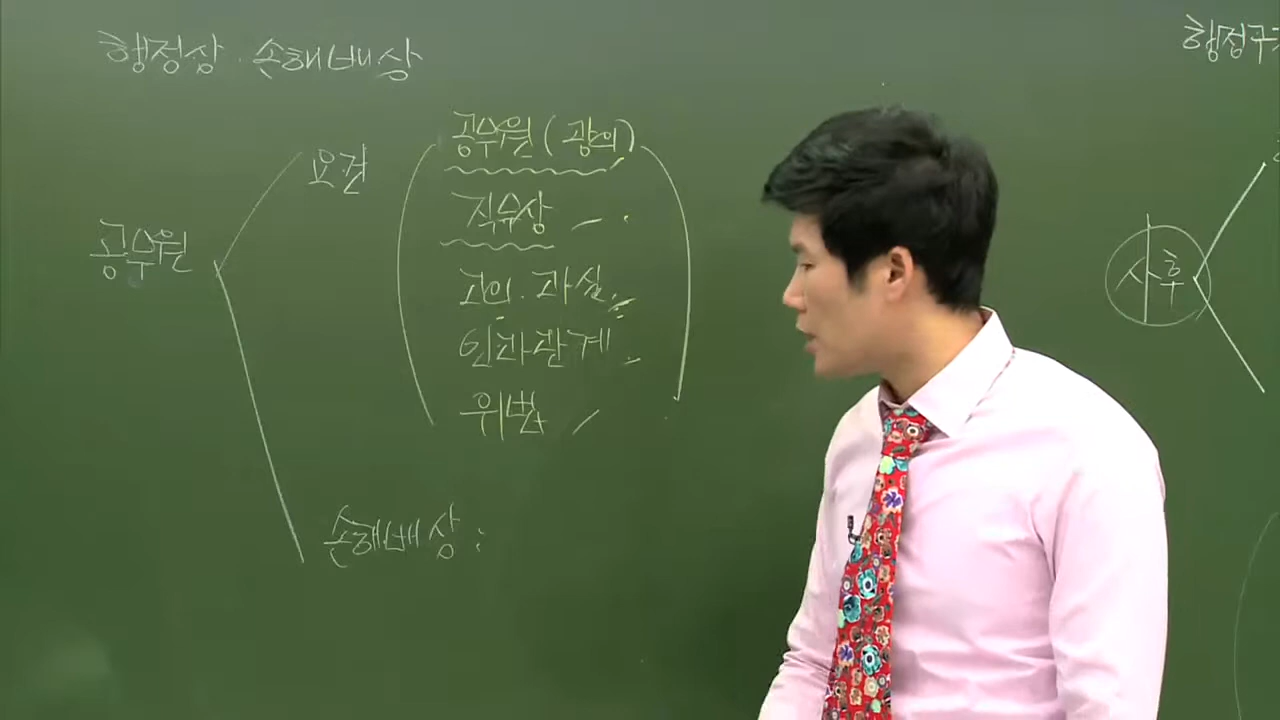 행정상 손해배상
공무원
요건
공무원 (광의)
직무상
고의·과실
인과관계
위법
손해배상
행정구
사후